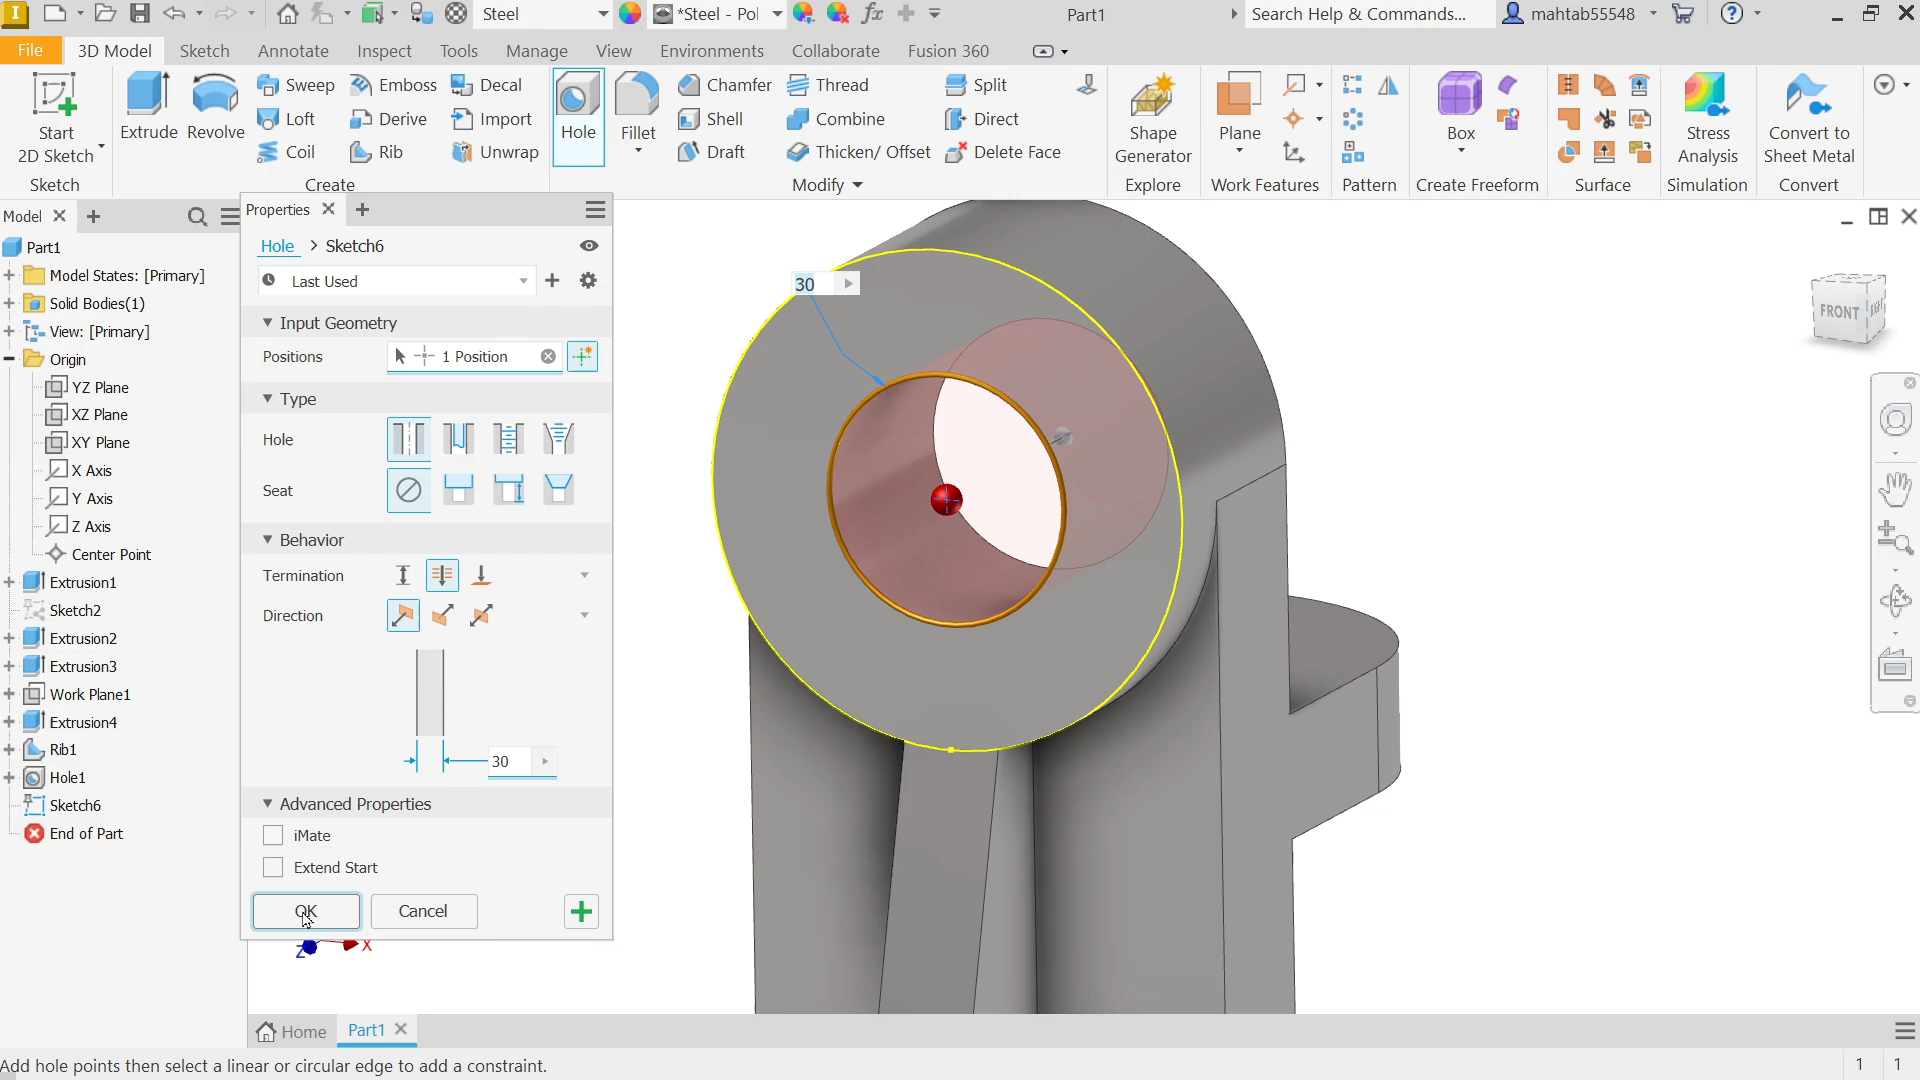 I
Steel
*Steel - Pol
fx
Part1
Search Help & Commands...
mahtab55548
File
3D Model
Sketch
Annotate
Inspect
Tools
Manage
View
Environments
Collaborate
Fusion 360
Start
2D Sketch
Sketch
Extrude
Revolve
Sweep
Loft
Coil
Emboss
Derive
Rib
Decal
Import
Unwrap
Create
Hole
Fillet
Chamfer
Shell
Draft
Thread
Combine
Thicken/ Offset
Split
Direct
Delete Face
Modify
Shape
Generator
Explore
Plane
Work Features
Pattern
Box
Create Freeform
Surface
Stress
Analysis
Simulation
Convert to
Sheet Metal
Convert
Model
Part1
Model States: [Primary]
Solid Bodies(1)
View: [Primary]
Origin
YZ Plane
XZ Plane
XY Plane
X Axis
Y Axis
Z Axis
Center Point
Extrusion1
Sketch2
Extrusion2
Extrusion3
Work Plane1
Extrusion4
Rib1
Hole1
Sketch6
End of Part
Properties
Hole > Sketch6
Last Used
Input Geometry
Positions
1 Position
Type
Hole
Seat
Behavior
Termination
Direction
30
Advanced Properties
iMate
Extend Start
OK
Cancel
30
FRONT
Z
X
Home
Part1
Add hole points then select a linear or circular edge to add a constraint.
1
1